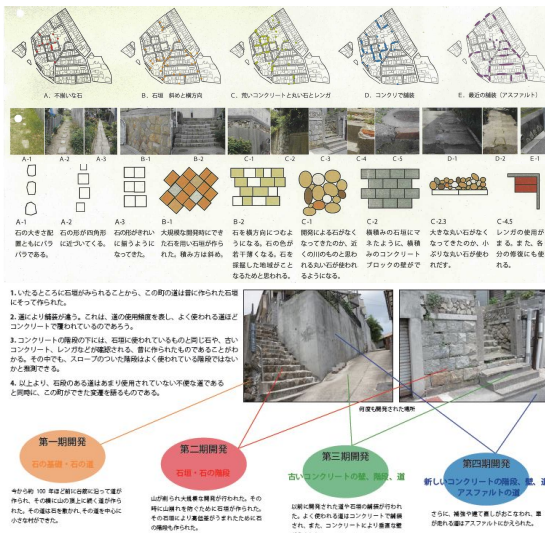 A、不揃いな石
B、石垣　斜めと横方向
C、荒いコンクリートと丸い石とレンガ
D、コンクリで舗装
E、最近の舗装（アスファルト）
A-1
A-2
A-3
B-1
B-2
C-1
C-2
C-3
C-4
C-5
D-1
D-2
E-1
A-1
石の大きさ配
置ともにバラ
バラである。
A-2
石の形が四角形
に近づいてくる。
A-3
石の形がきれい
に揃うように
なってきた。
B-1
大規模な開発時にでき
た石を用い石垣が作ら
れた。積み方は斜め。
B-2
石を横方向につむよ
うになる。石の色が
若干薄くなる。石を
採掘した地域がこと
なるためと思われる。
C-1
開発による石がなく
なってきたのか、近
くの川のものと思わ
れる丸い石が使われ
るようになる。
C-2
横積みの石垣にマ
ネたように、横積
みのコンクリート
ブロックの壁がで
C-2.3
大きな丸い石がな
くなってきたのか、小
ぶりな丸い石が使わ
れだす。
C-4.5
レンガの使用が
まる。また、各
分の修復にも使
れる。
1. いたるところに石垣がみられることから、この町の道は昔に作られた石垣
にそって作られた。
2. 道により舗装が違う。これは、道の使用頻度を表し、よく使われる道ほど
コンクリートで覆われているのであろう。
3. コンクリートの階段の下には、石垣に使われているものと同じ石や、古い
コンクリート、レンガなどが確認される、昔に作られたものであることがわ
かる。その中でも、スロープのついた階段はよく使われている階段ではない
かと推測できる。
4. 以上より、石段のある道はあまり使用されていない不便な道である
と同時に、この町ができた変遷を語るものである。
何度も開発された場所
第一期開発
石の基礎・石の道
今から約 100 年ほど前に谷敷に沿って道が
作られ、その横に山の頂上に続く道が作ら
れた。その道は石を敷かれ、その道を中心に
小さな村ができた。
第二期開発
石垣・石の階段
山が削られ大規模な開発が行われた。その
時に山崩れを防ぐために石垣が作られた。
その石垣により高低差がうまれたために石
の階段も作られた。
第三期開発
古いコンクリートの壁、階段、道
以前に開発された道や石垣の舗装が行われ
た。よく使われる道はコンクリートで舗装
され、また、コンクリートにより垂直な壁
第四期開発
新しいコンクリートの階段、壁、道
アスファルトの道
さらに、補強や建て直しがおこなわれ、車
が走れる道はアスファルトにかえられた。